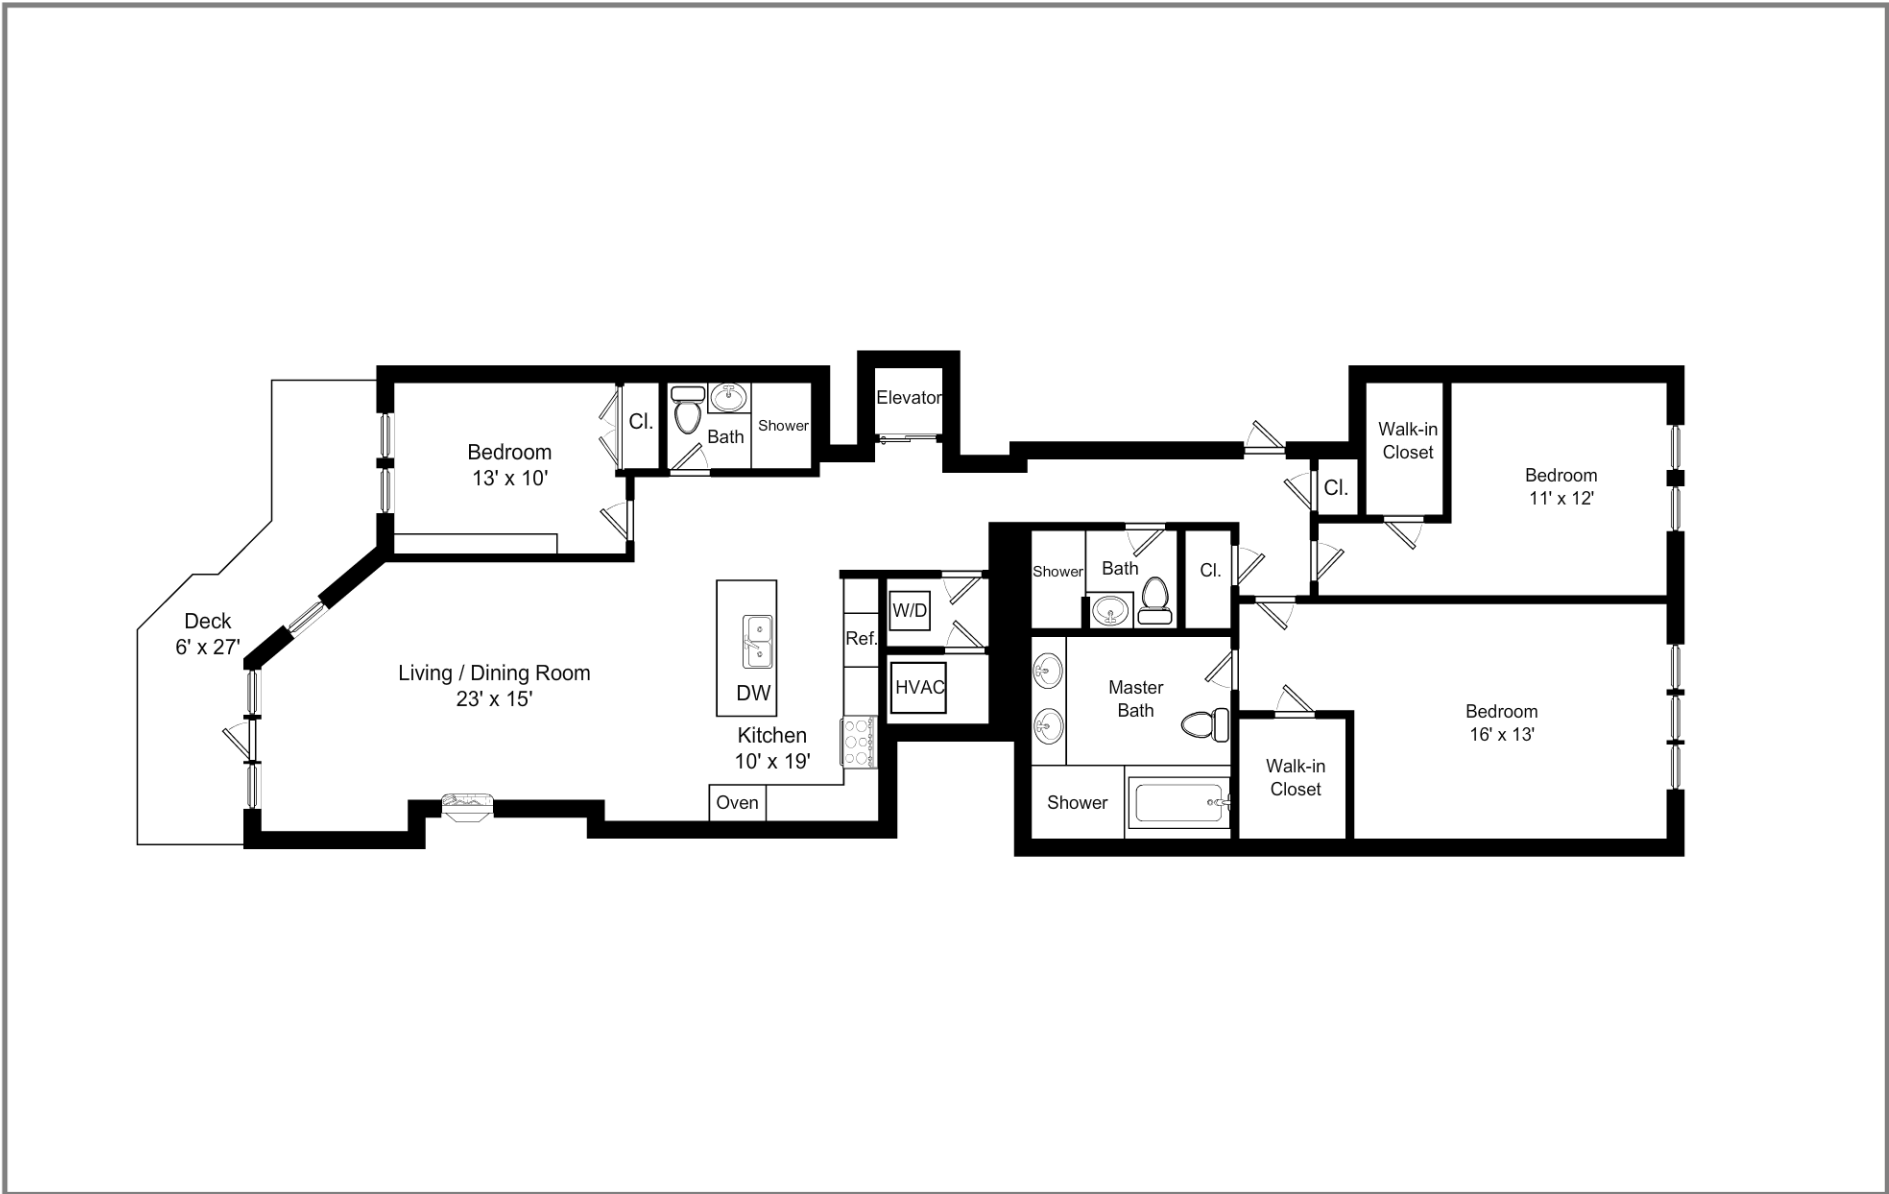 Elevator
Cl.
Bath
Shower
Bedroom
13' x 10'
Walk-in
Closet
Cl.
Bedroom
11' x 12'
Shower
Bath
Cl.
Deck
6' x 27'
W/D
Ref.
Living / Dining Room
23' x 15'
DW
HVAC
Kitchen
10' x 19'
Oven
Master
Bath
Shower
Bedroom
16' x 13'
Walk-in
Closet